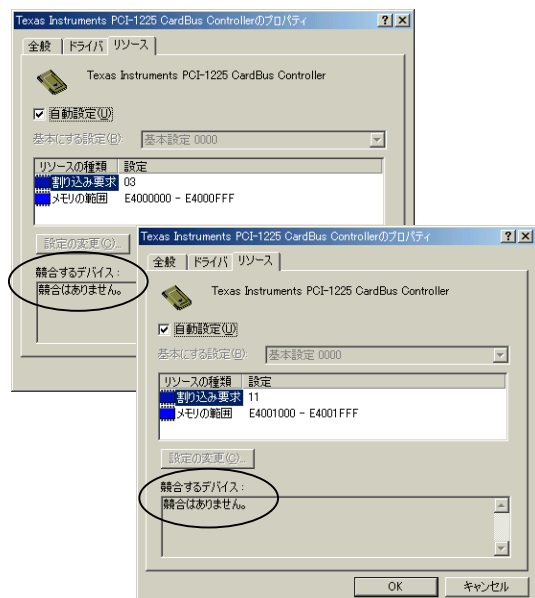 Texas Instruments PCI-1225 CardBus Controllerのプロパティ
全般 ドライバ リソース
Texas Instruments PCI-1225 CardBus Controller
自動設定(U)
基本にする設定(B): 基本設定 0000
リソースの種類 設定
割り込み要求 03
メモリの範囲 E4000000 - E4000FFF
設定の変更(C)...
競合するデバイス :
競合はありません。
Texas Instruments PCI-1225 CardBus Controllerのプロパティ
全般 ドライバ リソース
Texas Instruments PCI-1225 CardBus Controller
自動設定(U)
基本にする設定(B): 基本設定 0000
リソースの種類 設定
割り込み要求 11
メモリの範囲 E4001000 - E4001FFF
設定の変更(C)...
競合するデバイス :
競合はありません。
OK キャンセル